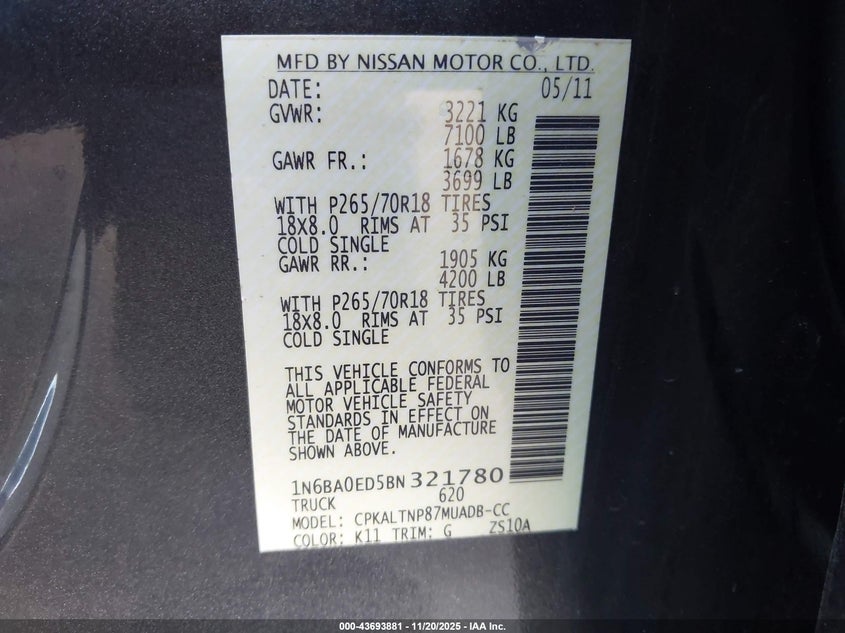 MFD BY NISSAN MOTOR CO., LTD.
DATE: 05/11
GVWR: 3221 KG
7100 LB
GAWR FR.: 1678 KG
3699 LB
WITH P265/70R18 TIRES
18X8.0 RIMS AT 35 PSI
COLD SINGLE
GAWR RR.: 1905 KG
4200 LB
WITH P265/70R18 TIRES
18X8.0 RIMS AT 35 PSI
COLD SINGLE
THIS VEHICLE CONFORMS TO
ALL APPLICABLE FEDERAL
MOTOR VEHICLE SAFETY
STANDARDS IN EFFECT ON
THE DATE OF MANUFACTURE
SHOWN ABOVE.
1N6BA0ED5BN321780
TRUCK 620
MODEL: CPKALTNP87MUADB-CC
COLOR: K11 TRIM: G ZS10A
000-43693881 - 11/20/2025 - IAA Inc.